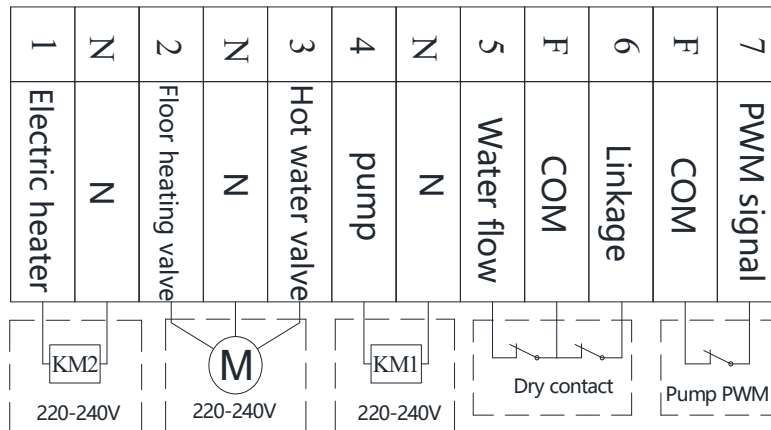 1 N 2 N 3 4 N 5 F 6 F 7
Electric heater
N
Floor heating valve
N
Hot water valve
pump
N
Water flow
COM
Linkage
COM
PWM signal
KM2
M
KM1
Dry contact
Pump PWM
220-240V
220-240V
220-240V